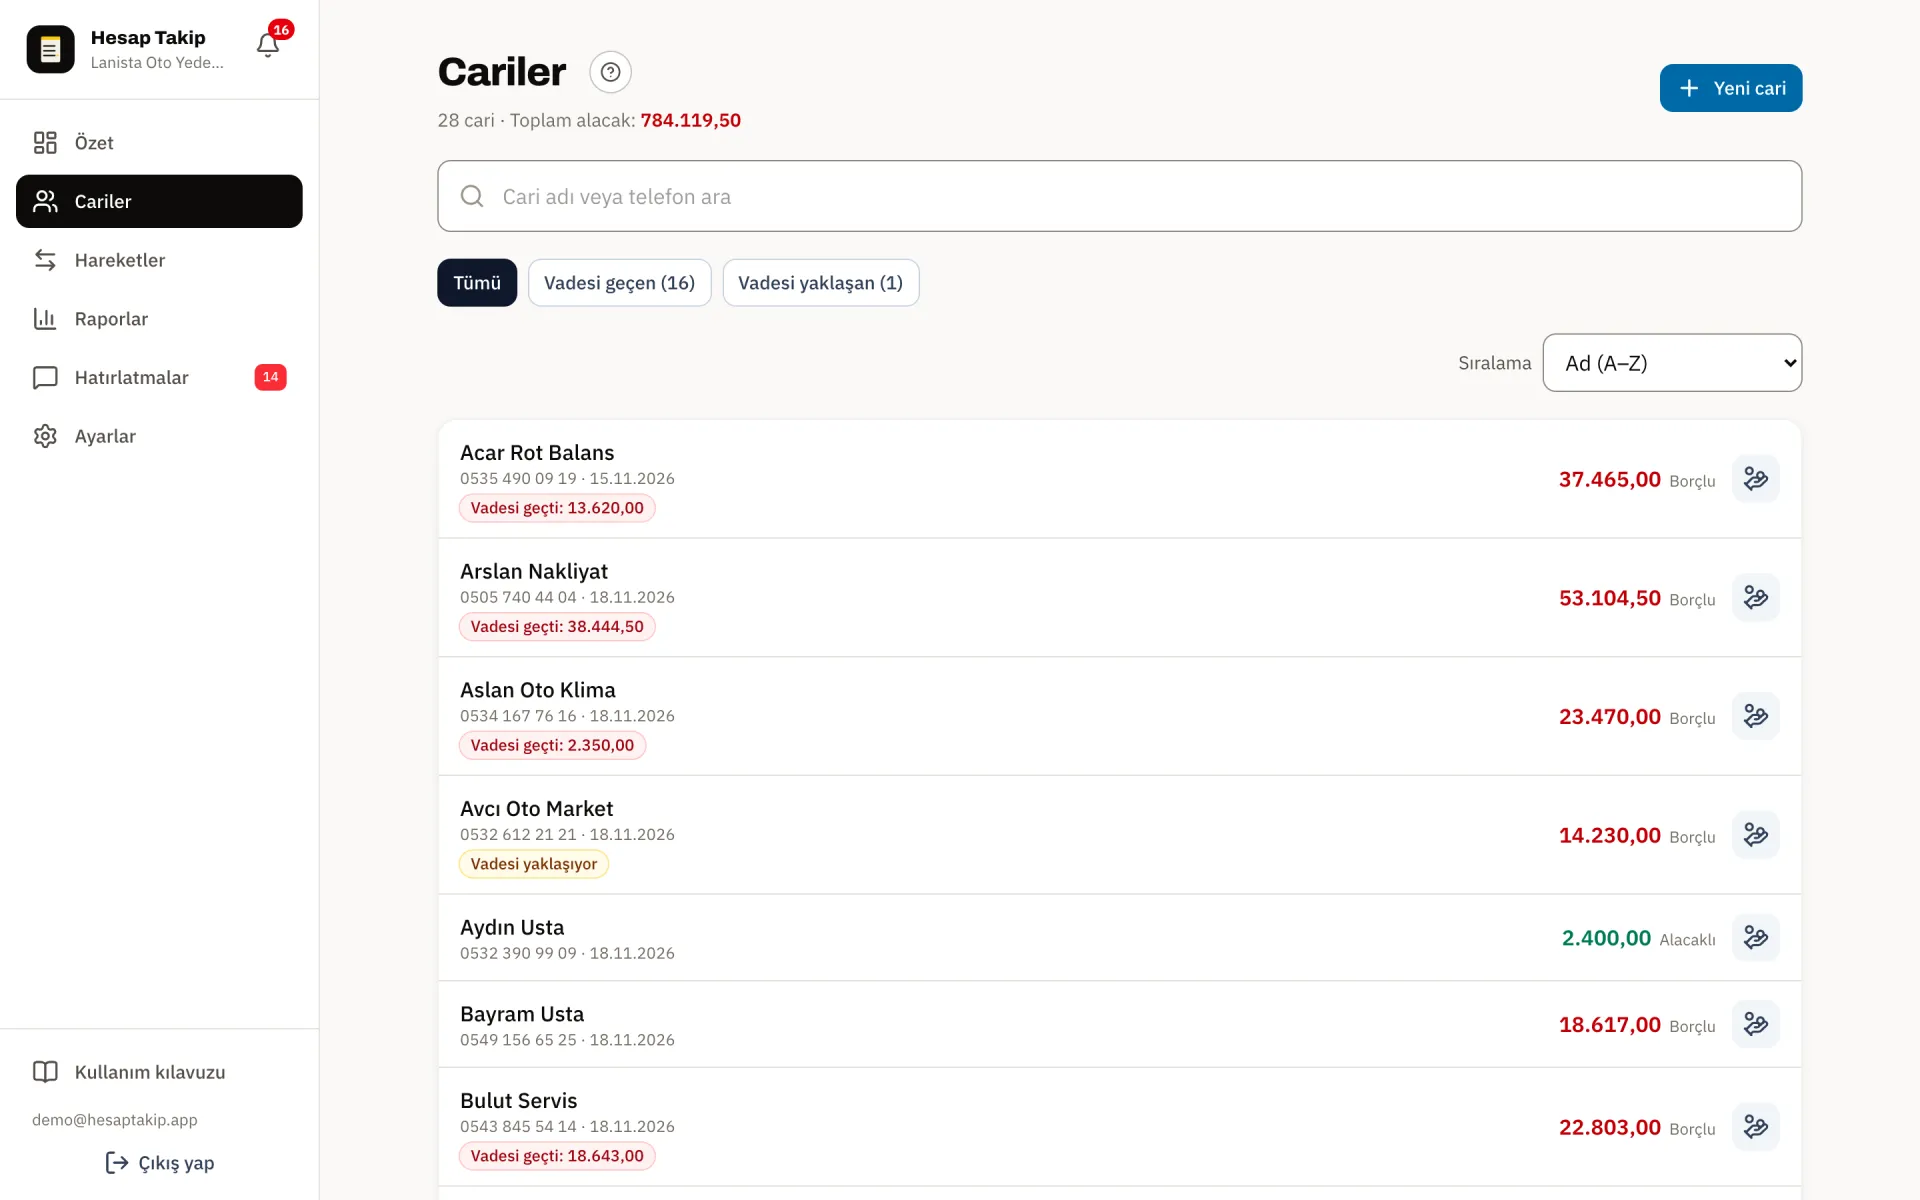 Hesap Takip
Lanista Oto Yede...
16
Özet
Cariler
Hareketler
Raporlar
Hatırlatmalar
14
Ayarlar
Kullanım kılavuzu
demo@hesaptakip.app
Çıkış yap
Cariler
28 cari · Toplam alacak: 784.119,50
Yeni cari
Cari adı veya telefon ara
Tümü
Vadesi geçen (16)
Vadesi yaklaşan (1)
Sıralama
Ad (A–Z)
Acar Rot Balans
0535 490 09 19 · 15.11.2026
Vadesi geçti: 13.620,00
37.465,00 Borçlu
Arslan Nakliyat
0505 740 44 04 · 18.11.2026
Vadesi geçti: 38.444,50
53.104,50 Borçlu
Aslan Oto Klima
0534 167 76 16 · 18.11.2026
Vadesi geçti: 2.350,00
23.470,00 Borçlu
Avcı Oto Market
0532 612 21 21 · 18.11.2026
Vadesi yaklaşıyor
14.230,00 Borçlu
Aydın Usta
0532 390 99 09 · 18.11.2026
2.400,00 Alacaklı
Bayram Usta
0549 156 65 25 · 18.11.2026
18.617,00 Borçlu
Bulut Servis
0543 845 54 14 · 18.11.2026
Vadesi geçti: 18.643,00
22.803,00 Borçlu